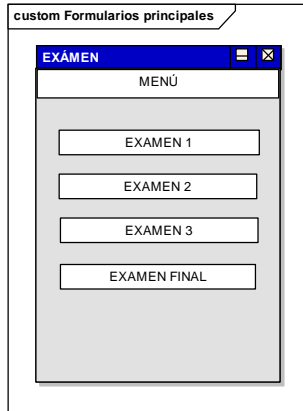 custom Formularios principales
EXÁMEN
MENÚ
EXAMEN 1
EXAMEN 2
EXAMEN 3
EXAMEN FINAL